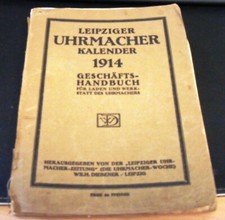 LEIPZIGER
UHRMACHER
KALENDER
1914
GESCHÄFTS-
HANDBUCH
FÜR LADEN UND WERK-
STATT DES UHRMACHERS
HERAUSGEGEBEN VON DER „LEIPZIGER UHR-
MACHER-ZEITUNG" (DIE UHRMACHER-WOCHE)
WILH. DIEBENER - LEIPZIG